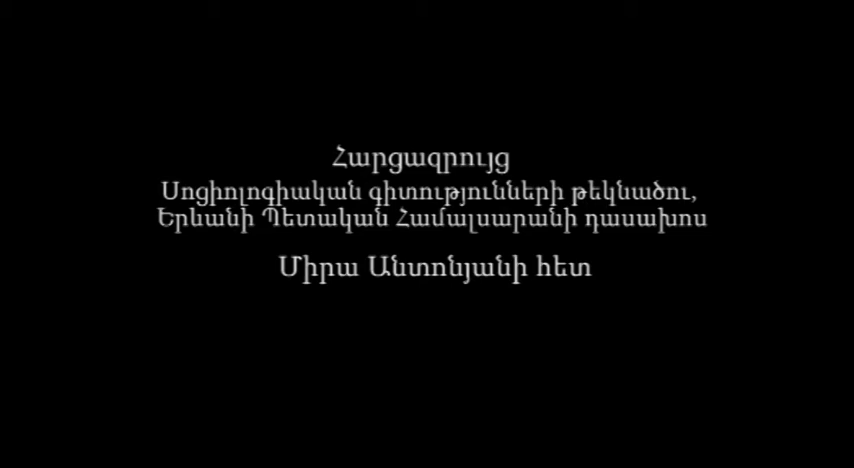 Հարցազրույց
Սոցիոլոգիական գիտությունների թեկնածու,
Երևանի Պետական Համալսարանի դասախոս
Միրա Անտոնյանի հետ